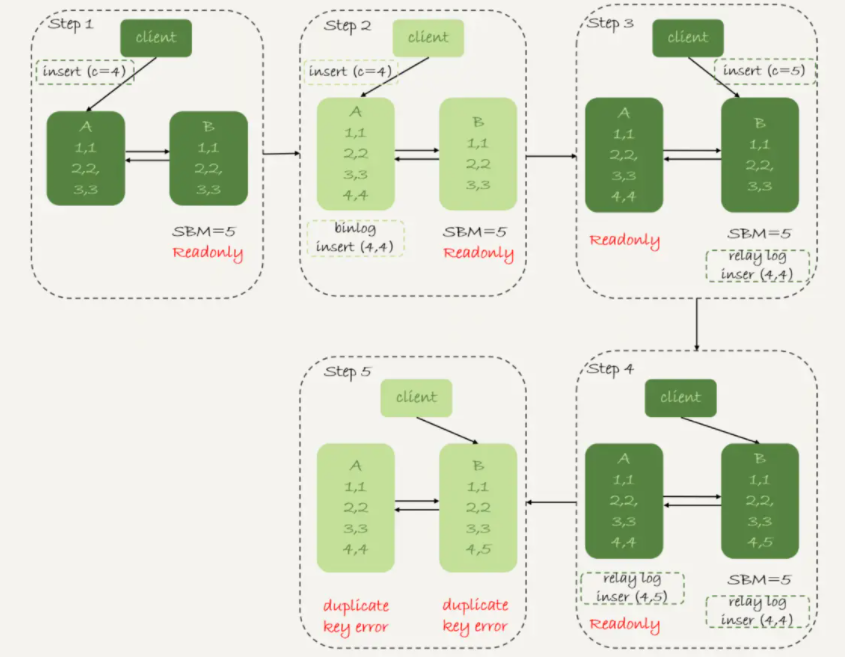 Step 1
client
insert (c=4)
A
1,1
2,2,
3,3
B
1,1
2,2,
3,3
SBM=5
Readonly
Step 2
client
insert (c=4)
A
1,1
2,2
3,3
4,4
binlog
insert (4,4)
B
1,1
2,2
3,3
SBM=5
Readonly
Step 3
client
insert (c=5)
A
1,1
2,2,
3,3
4,4
Readonly
B
1,1
2,2,
3,3
SBM=5
relay log
inser (4,4)
Step 4
client
A
1,1
2,2,
3,3
4,4
relay log
inser (4,5)
Readonly
B
1,1
2,2,
3,3
4,5
SBM=5
relay log
inser (4,4)
Step 5
client
A
1,1
2,2
3,3
4,4
duplicate
key error
B
1,1
2,2
3,3
4,5
duplicate
key error